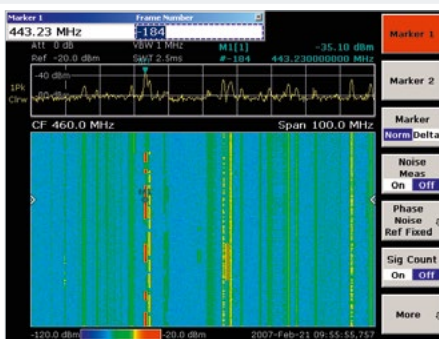 Marker 1 Frame Number
443.23 MHz -184
Att 0 dB VBW 1 MHz M1[1] -35.10 dBm
Ref -20.0 dBm SWT 2.5ms #-184 443.230000000 MHz
-40 dBm
1Pk
Clrw
CF 460.0 MHz Span 100.0 MHz
-120.0 dBm -20.0 dBm 2007-Feb-21 09:55:55,757
Marker 1
Marker 2
Marker
Norm Delta
Noise
Meas
On Off
Phase
Noise
Ref Fixed
Sig Count
On Off
More